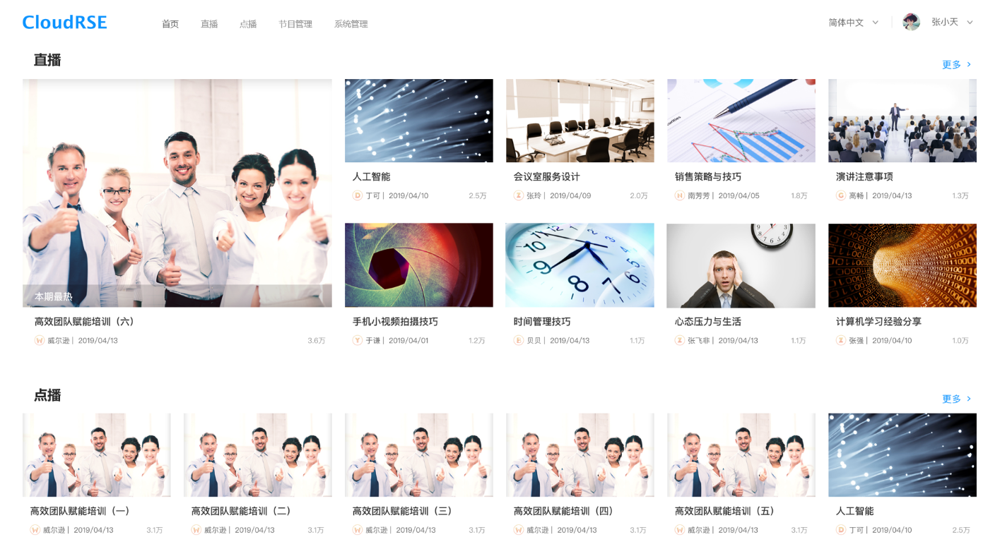 CloudRSE
首页 直播 点播 节目管理 系统管理
简体中文
张小天
直播
更多
本期最热
高效团队赋能培训（六）
W 威尔逊 | 2019/04/13 3.6万
人工智能
D 丁可 | 2019/04/10 2.5万
会议室服务设计
Z 张玲 | 2019/04/09 2.0万
销售策略与技巧
H 南芳芳 | 2019/04/05 1.8万
演讲注意事项
G 高畅 | 2019/04/13 1.3万
手机小视频拍摄技巧
Y 于谦 | 2019/04/01 1.2万
时间管理技巧
B 贝贝 | 2019/04/13 1.1万
心态压力与生活
Z 张飞非 | 2019/04/13 1.1万
计算机学习经验分享
Z 张强 | 2019/04/10 1.0万
点播
更多
高效团队赋能培训（一）
W 威尔逊 | 2019/04/13 3.1万
高效团队赋能培训（二）
W 威尔逊 | 2019/04/13 3.1万
高效团队赋能培训（三）
W 威尔逊 | 2019/04/13 3.1万
高效团队赋能培训（四）
W 威尔逊 | 2019/04/13 3.1万
高效团队赋能培训（五）
W 威尔逊 | 2019/04/13 3.1万
人工智能
D 丁可 | 2019/04/10 2.5万